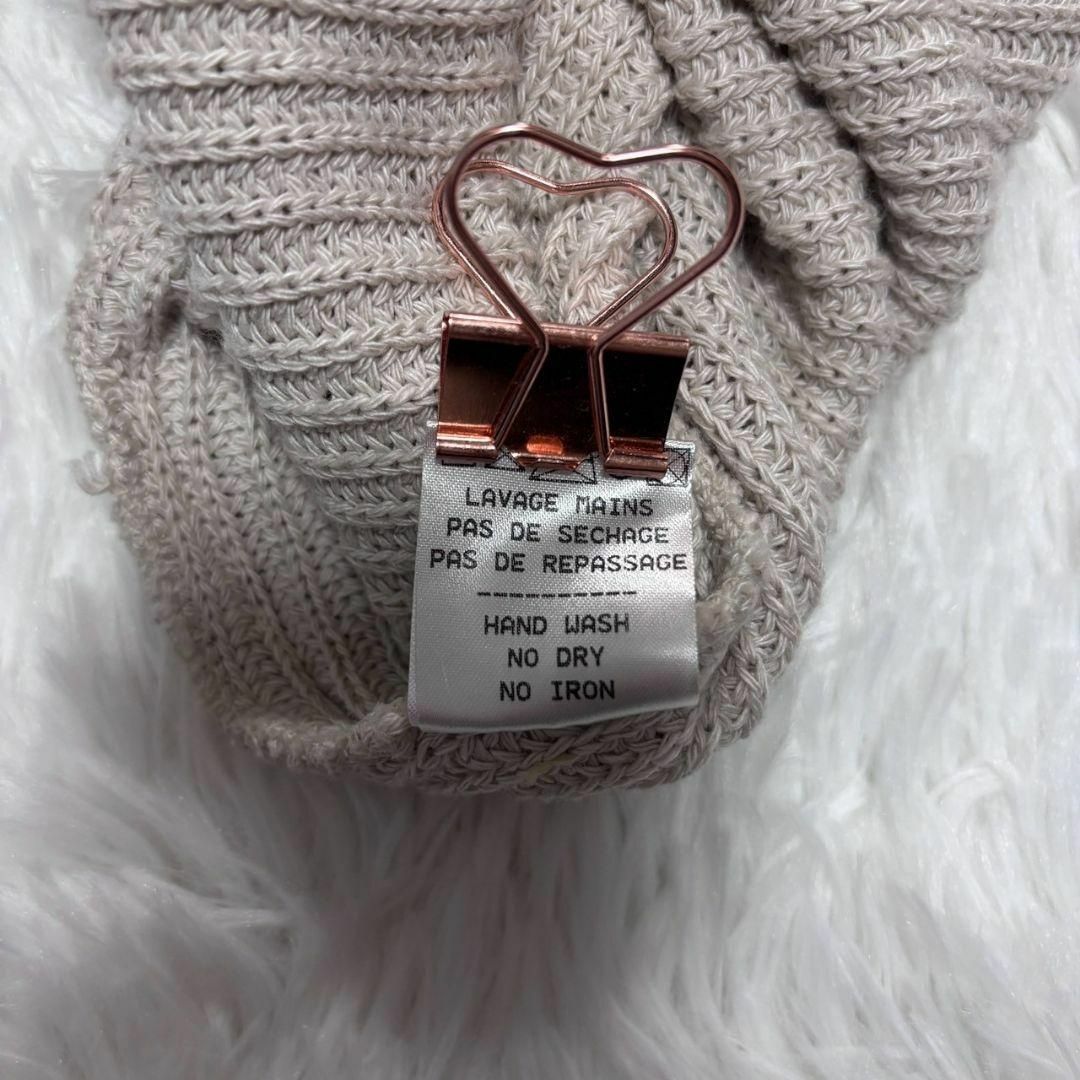 LAVAGE MAINS
PAS DE SECHAGE
PAS DE REPASSAGE
-----------
HAND WASH
NO DRY
NO IRON